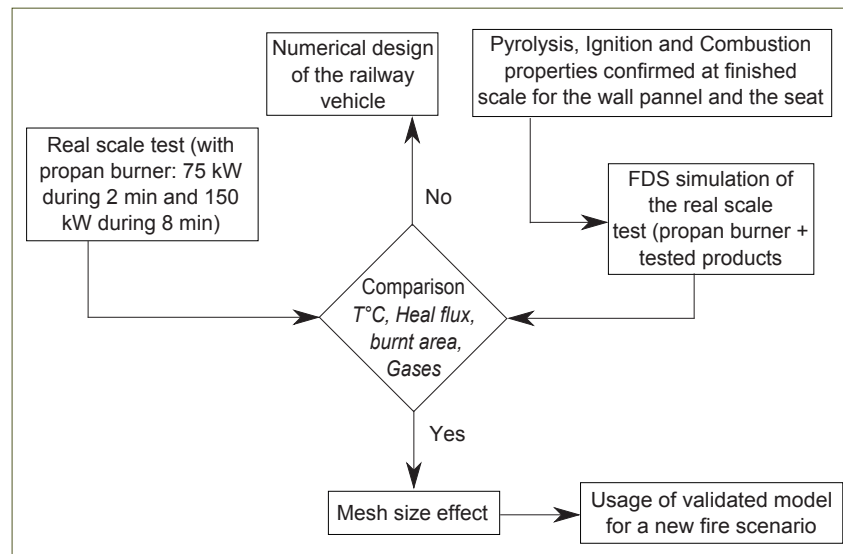 Numerical design
of the railway
vehicle
Pyrolysis, Ignition and Combustion
properties confirmed at finished
scale for the wall pannel and the seat
Real scale test (with
propan burner: 75 kW
during 2 min and 150
kW during 8 min)
FDS simulation of
the real scale
test (propan burner +
tested products
No
Comparison
T°C, Heal flux,
burnt area,
Gases
Yes
Mesh size effect
Usage of validated model
for a new fire scenario